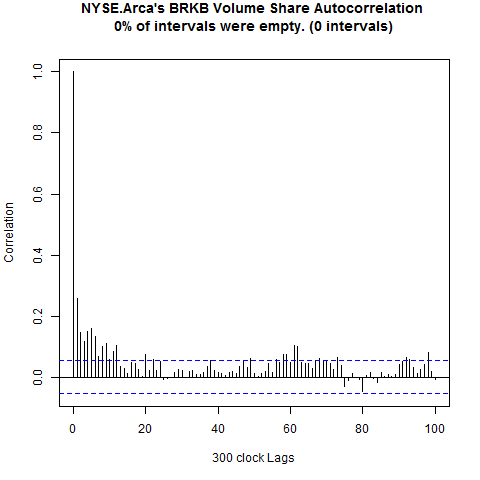 NYSE.Arca's BRKB Volume Share Autocorrelation
0% of intervals were empty. (0 intervals)
Correlation
1.0
0.8
0.6
0.4
0.2
0.0
0 20 40 60 80 100
300 clock Lags